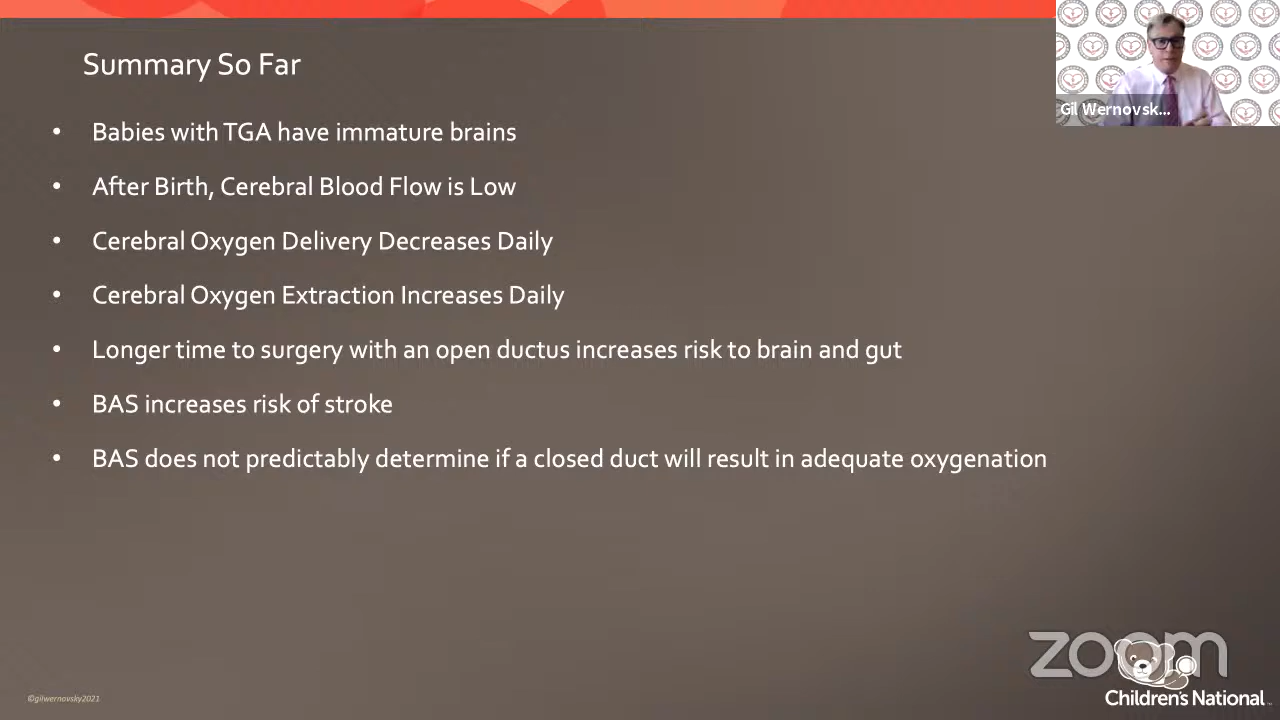 Summary So Far
Gil Wernovsk...
• Babies with TGA have immature brains
• After Birth, Cerebral Blood Flow is Low
• Cerebral Oxygen Delivery Decreases Daily
• Cerebral Oxygen Extraction Increases Daily
• Longer time to surgery with an open ductus increases risk to brain and gut
• BAS increases risk of stroke
• BAS does not predictably determine if a closed duct will result in adequate oxygenation
zoom
Children's National
©gilwernovsky2021